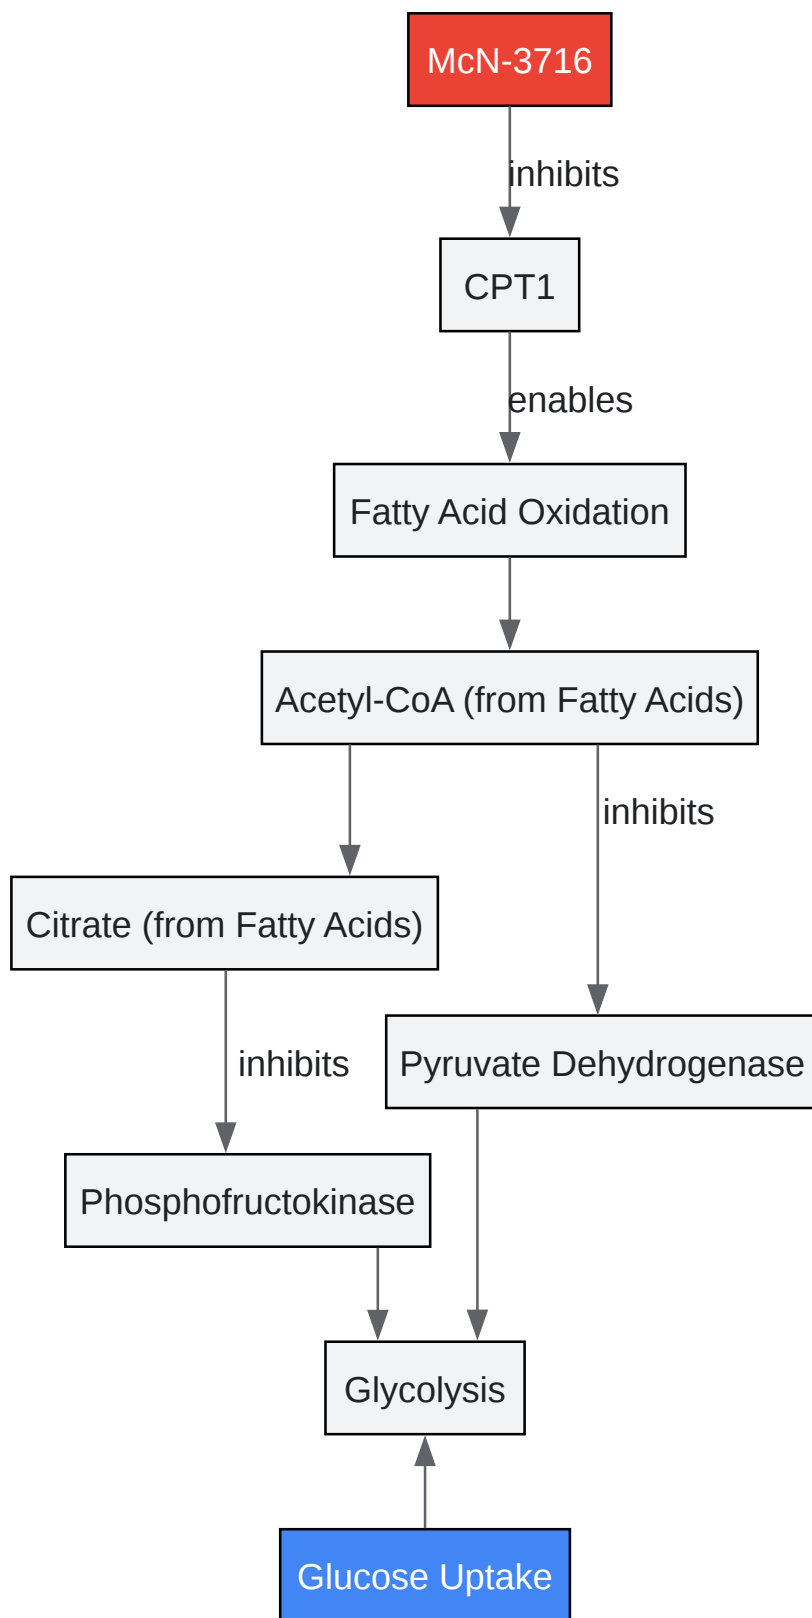 McN-3716
inhibits
CPT1
enables
Fatty Acid Oxidation
Acetyl-CoA (from Fatty Acids)
inhibits
Citrate (from Fatty Acids)
inhibits
Pyruvate Dehydrogenase
Phosphofructokinase
Glycolysis
Glucose Uptake